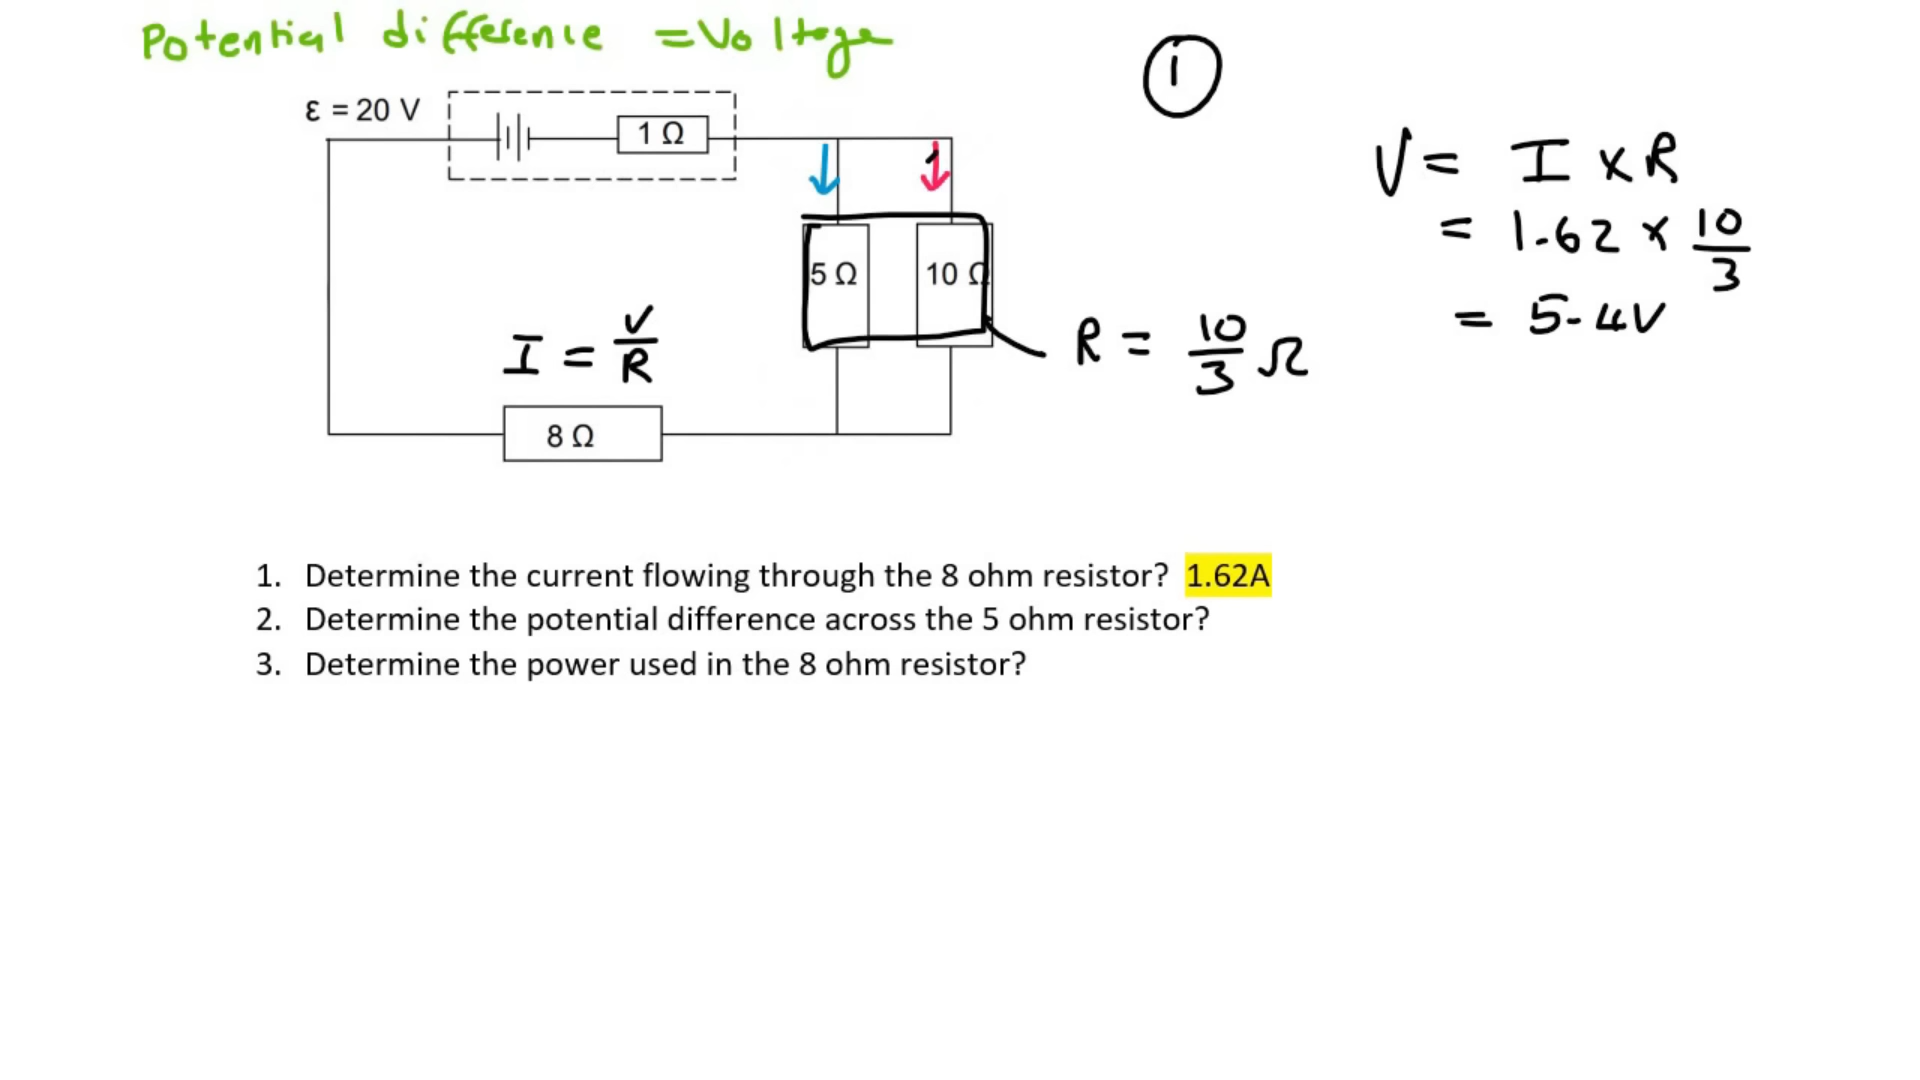 Potential difference = Voltage
i
ε = 20 V
1 Ω
V = I × R
= 1.62 × 10/3
= 5.4V
5 Ω
10 Ω
I = V/R
R = 10/3 Ω
8 Ω
1. Determine the current flowing through the 8 ohm resistor? 1.62A
2. Determine the potential difference across the 5 ohm resistor?
3. Determine the power used in the 8 ohm resistor?